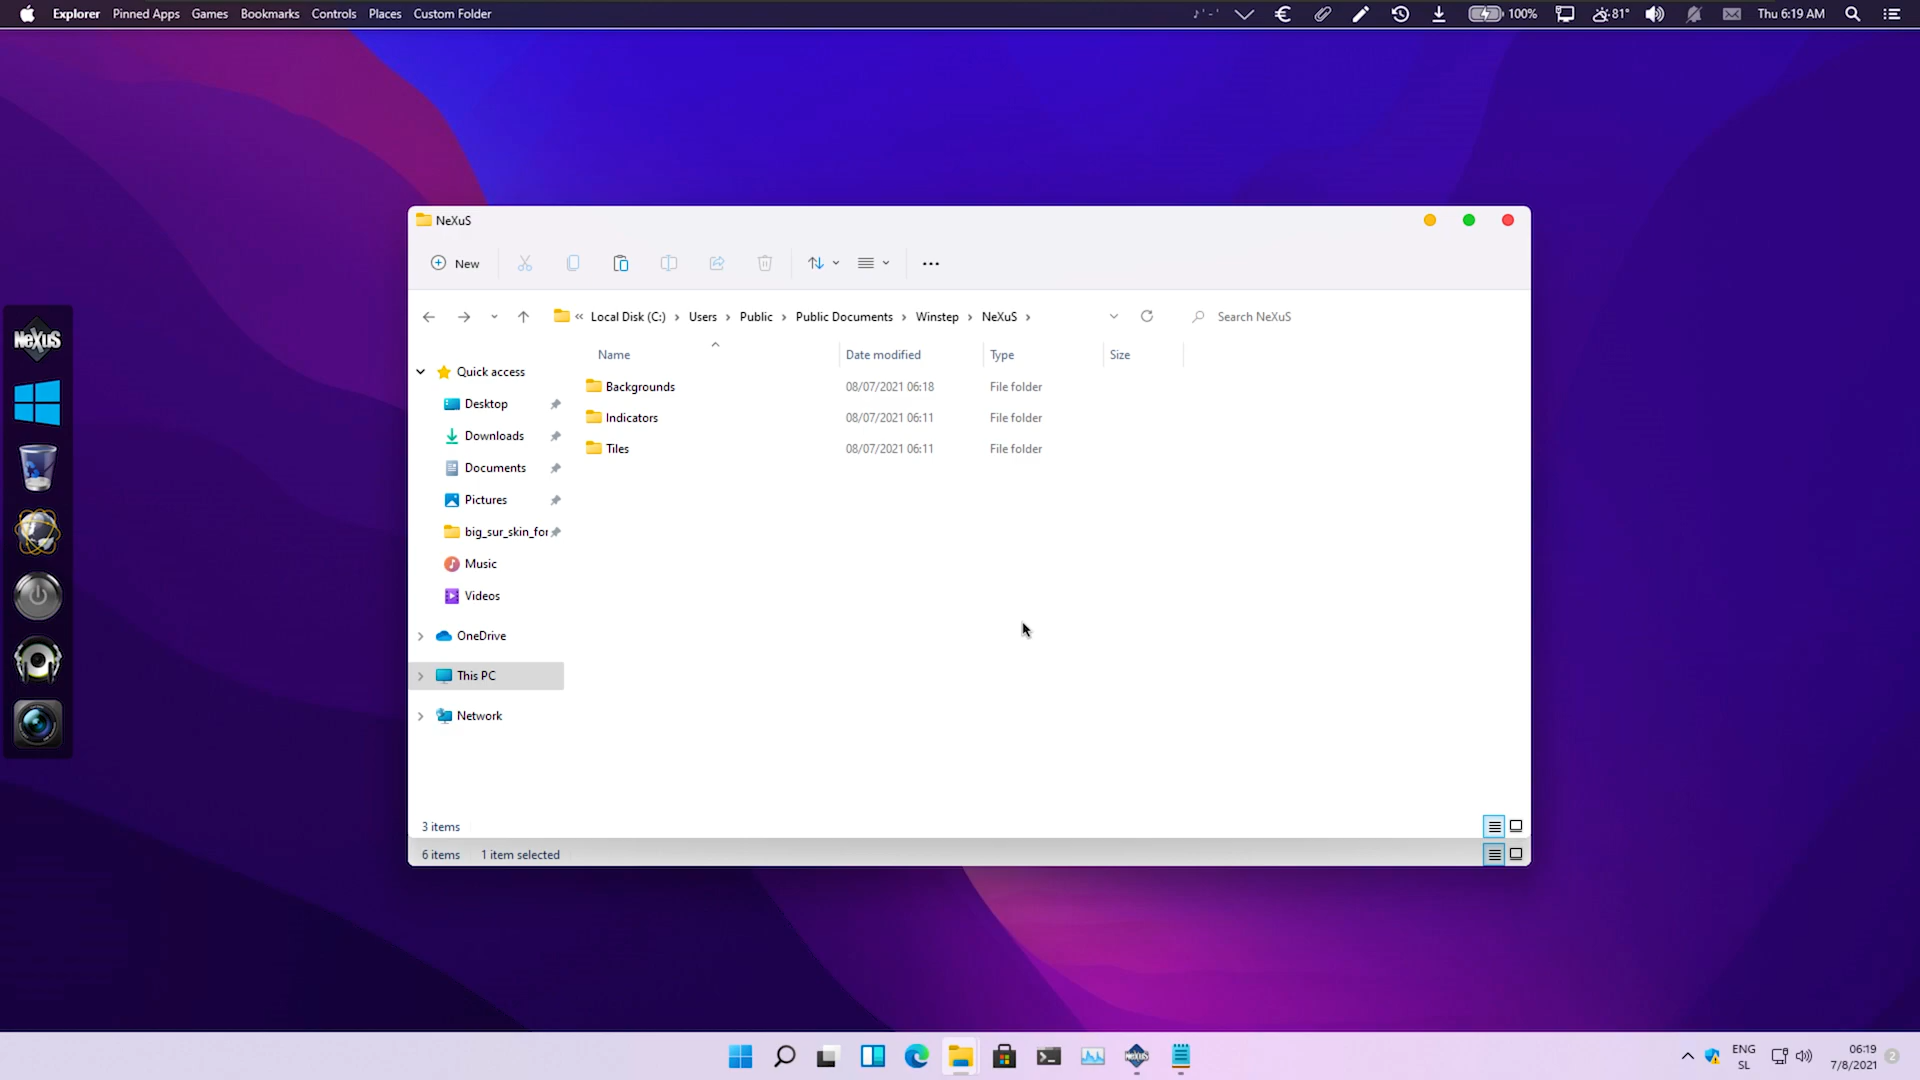 Explorer Pinned Apps Games Bookmarks Controls Places Custom Folder
100% 81° Thu 6:19 AM
NeXuS
New
Local Disk (C:) › Users › Public › Public Documents › Winstep › NeXuS ›
Search NeXuS
Name Date modified Type Size
Backgrounds 08/07/2021 06:18 File folder
Indicators 08/07/2021 06:11 File folder
Tiles 08/07/2021 06:11 File folder
Quick access
Desktop
Downloads
Documents
Pictures
big_sur_skin_for
Music
Videos
OneDrive
This PC
Network
3 items
6 items 1 item selected
NeXuS
NeXuS
ENG
SL
06:19
7/8/2021
2